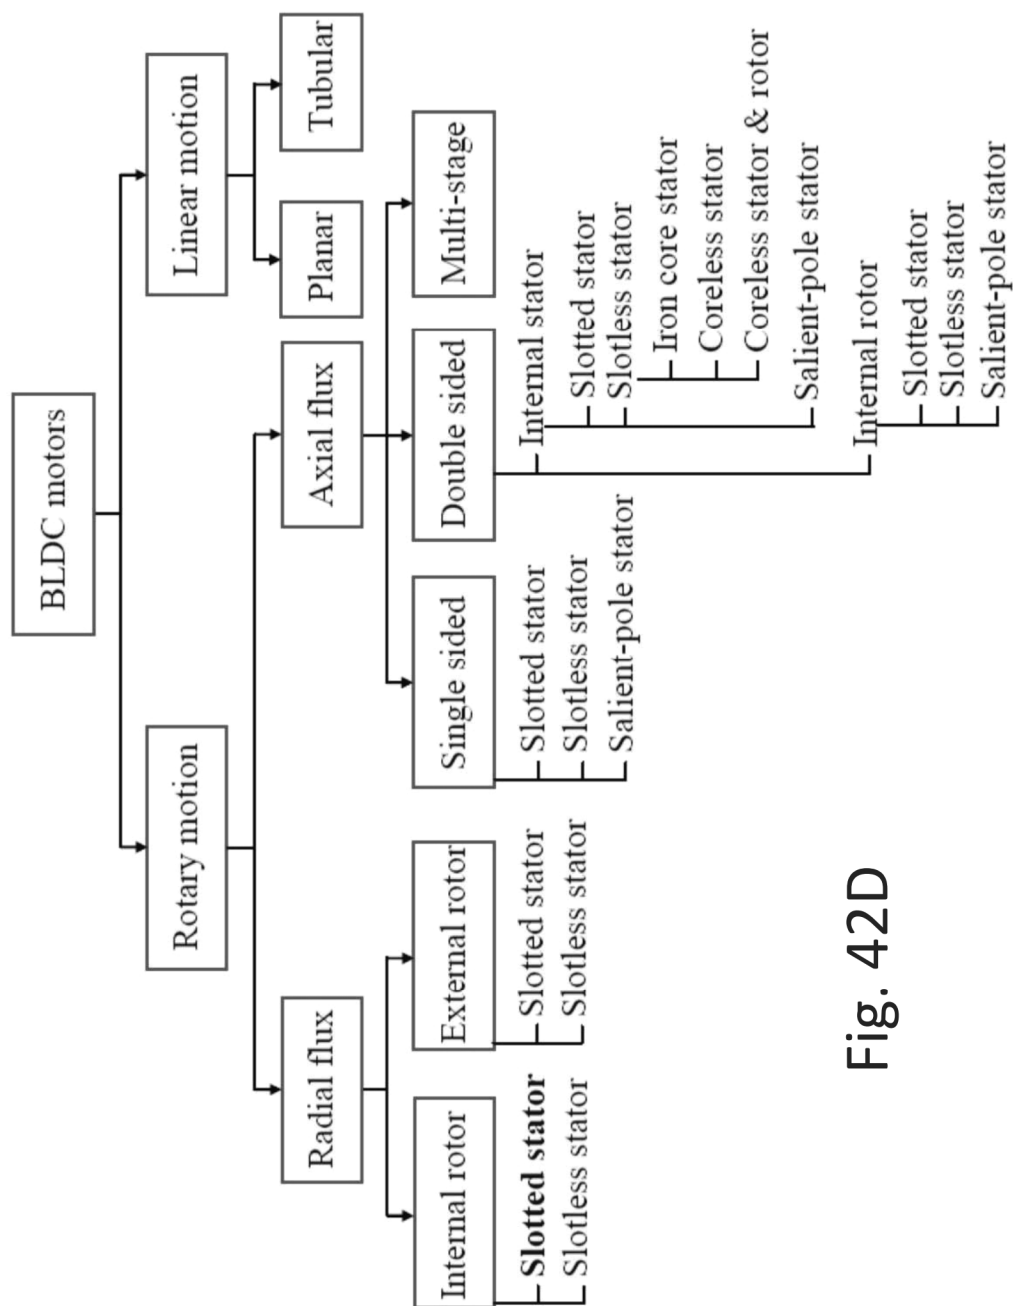 BLDC motors
Rotary motion
Linear motion
Radial flux
Axial flux
Planar
Tubular
Internal rotor
External rotor
Single sided
Double sided
Multi-stage
Slotted stator
Slotless stator
Slotted stator
Slotless stator
Slotted stator
Slotless stator
Salient-pole stator
Internal stator
Slotted stator
Slotless stator
Iron core stator
Coreless stator
Coreless stator & rotor
Salient-pole stator
Internal rotor
Slotted stator
Slotless stator
Salient-pole stator
Fig. 42D